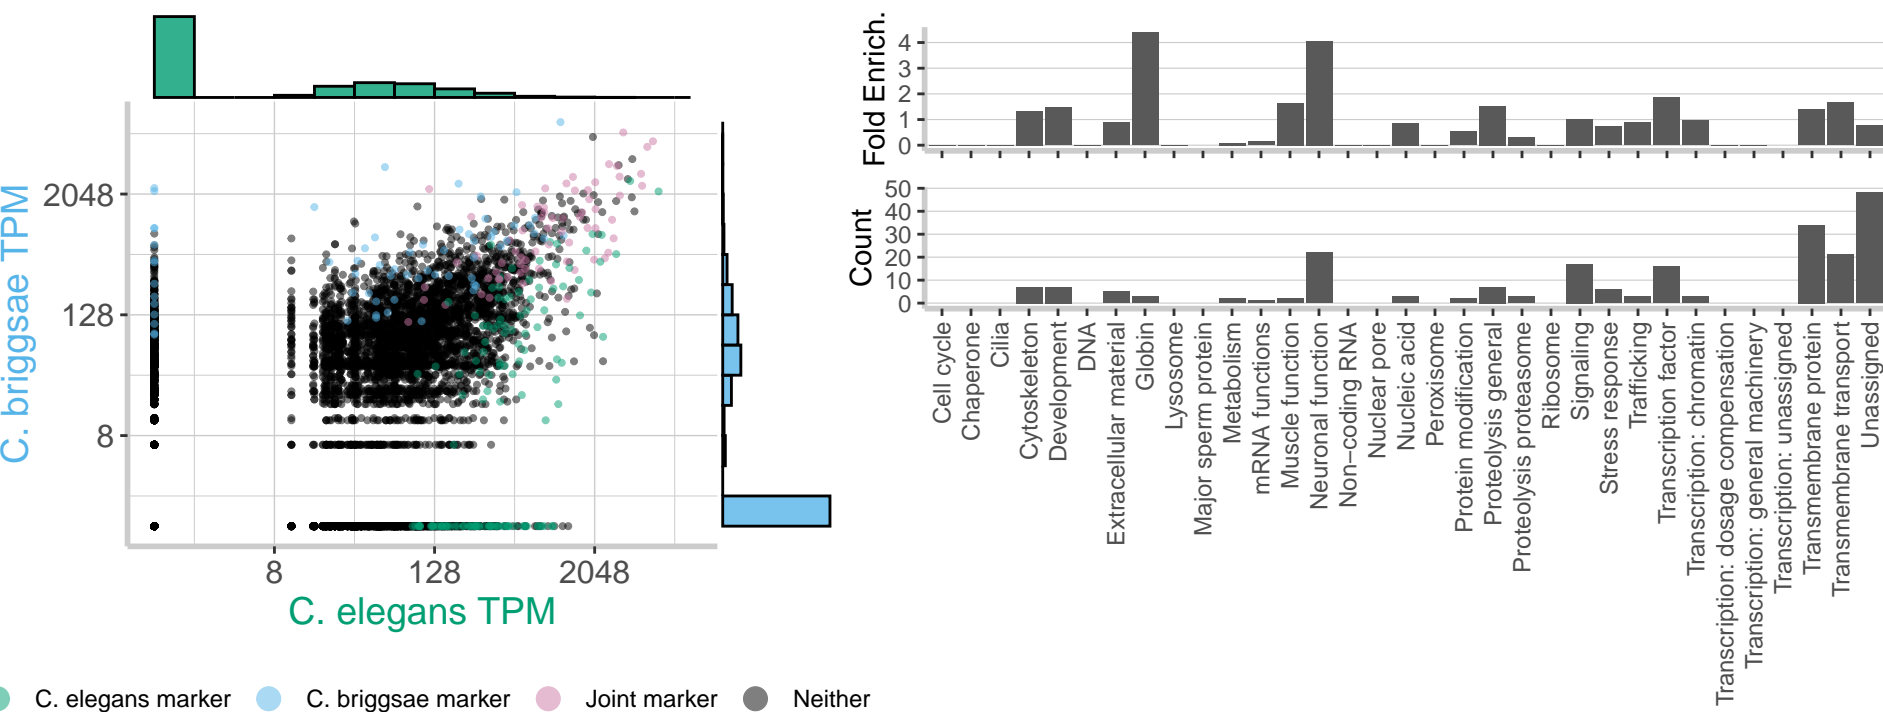 C. briggsae TPM
2048
128
8
8
128
2048
C. elegans TPM
C. elegans marker
C. briggsae marker
Joint marker
Neither
Fold Enrich.
4
3
2
1
0
Count
50
40
30
20
10
0
Cell cycle
Chaperone
Cilia
Cytoskeleton
Development
DNA
Extracellular material
Globin
Lysosome
Major sperm protein
Metabolism
mRNA functions
Muscle function
Neuronal function
Non−coding RNA
Nuclear pore
Nucleic acid
Peroxisome
Protein modification
Proteolysis general
Proteolysis proteasome
Ribosome
Signaling
Stress response
Trafficking
Transcription factor
Transcription: chromatin
Transcription: dosage compensation
Transcription: general machinery
Transcription: unassigned
Transmembrane protein
Transmembrane transport
Unassigned